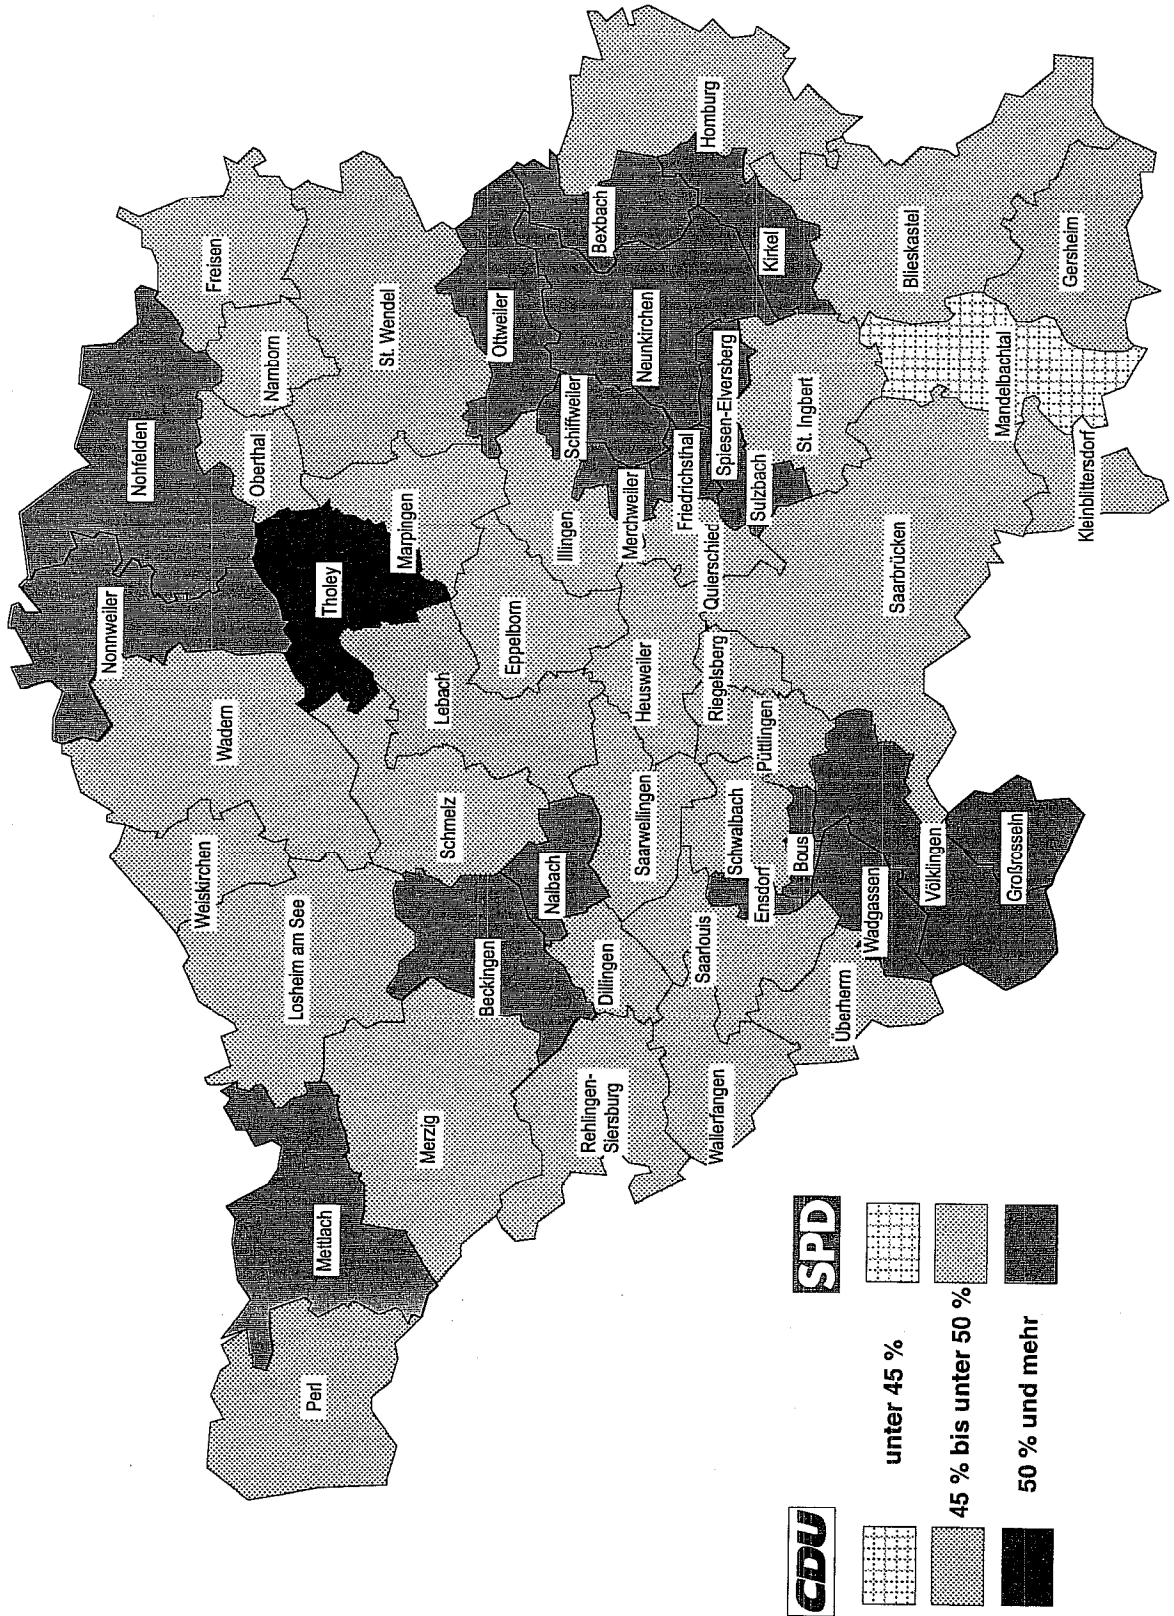 Perl
Mettlach
Merzig
Losheim am See
Weiskirchen
Wadern
Nonnweiler
Nohfelden
Freisen
Namborn
Oberthal
St. Wendel
Tholey
Marpingen
Lebach
Schmelz
Beckingen
Nalbach
Dillingen
Rehlingen-
Siersburg
Wallerfangen
Saarlouis
Saarwellingen
Heusweiler
Eppelborn
Illingen
Merchweiler
Schiffweiler
Ottweiler
Neunkirchen
Bexbach
Homburg
Kirkel
Spiesen-Elversberg
Friedrichsthal
Sulzbach
Quierschied
Riegelsberg
Püttlingen
Schwalbach
Ensdorf
Bous
Wadgassen
Überherrn
Völklingen
Großrosseln
Saarbrücken
St. Ingbert
Blieskastel
Mandelbachtal
Gersheim
Kleinblittersdorf
CDU
SPD
unter 45 %
45 % bis unter 50 %
50 % und mehr